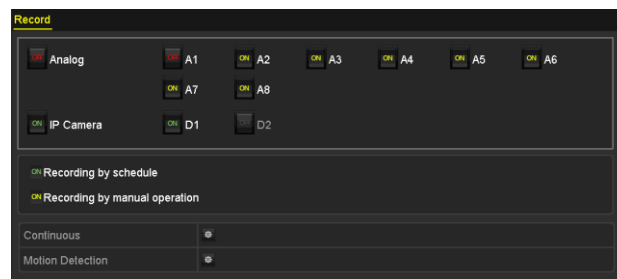 Record
OFF Analog OFF A1 ON A2 ON A3 ON A4 ON A5 ON A6
ON A7 ON A8
ON IP Camera ON D1 OFF D2
ON Recording by schedule
ON Recording by manual operation
Continuous
Motion Detection